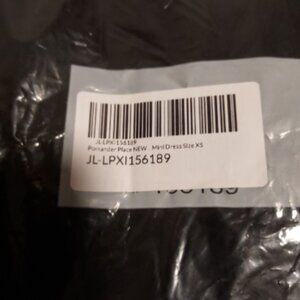 JL-LPXI156189
Pomander Place NEW . Mini Dress Size XS
JL-LPXI156189